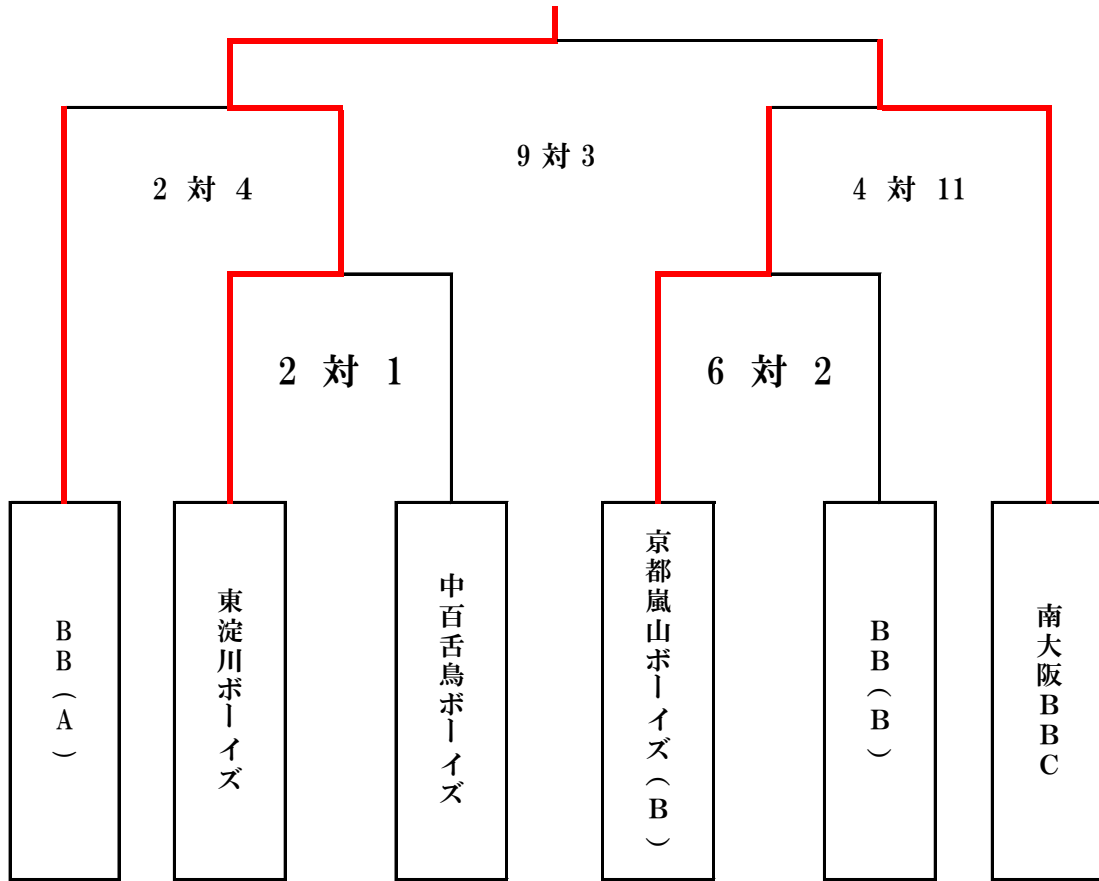 9 対 3
2 対 4
4 対 11
2 対 1
6 対 2
BB(A)
東淀川ボーイズ
中百舌鳥ボーイズ
京都嵐山ボーイズ(B)
BB(B)
南大阪BBC